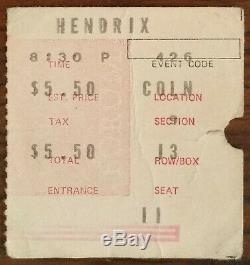 HENDRIX
8:30 P 426
TIME EVENT CODE
$5.50 COLN
EST. PRICE LOCATION
9
TAX SECTION
$5.50 13
TOTAL ROW/BOX
ENTRANCE SEAT
11